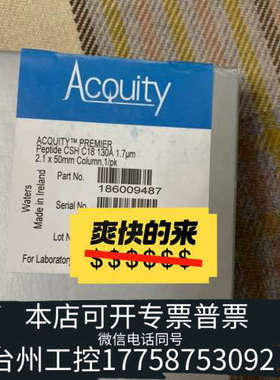 Acquity
ACQUITY™ PREMIER
Peptide CSH C18 130Å 1.7µm
2.1 x 50mm Column,1/pk
Part No.
186009487
Serial No
Lot N
For Laborator
Waters
Made in Ireland
爽快的来
$$$$$$
本店可开专票普票
微信电话同号
台州工控17758753092